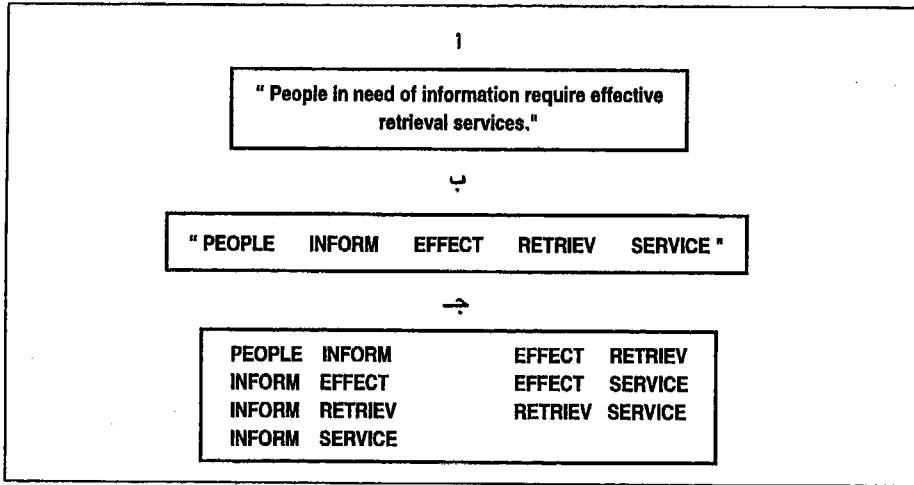 أ
" People in need of information require effective
retrieval services."
ب
" PEOPLE INFORM EFFECT RETRIEV SERVICE "
جـ
PEOPLE INFORM EFFECT RETRIEV
INFORM EFFECT EFFECT SERVICE
INFORM RETRIEV RETRIEV SERVICE
INFORM SERVICE